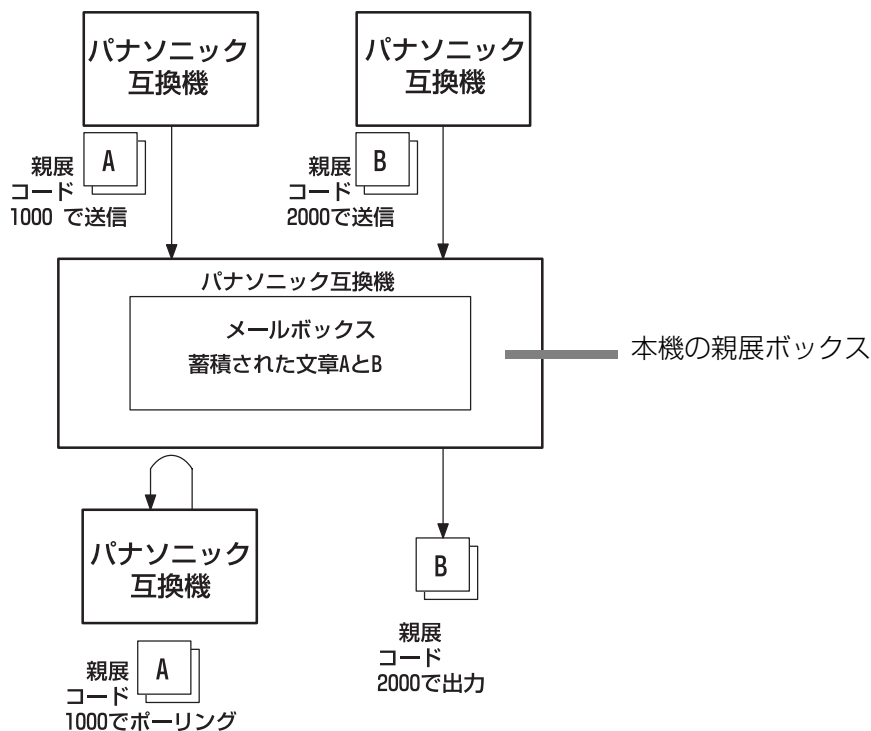 パナソニック
互換機
パナソニック
互換機
A
親展
コード
1000 で送信
B
親展
コード
2000で送信
パナソニック互換機
メールボックス
蓄積された文章AとB
本機の親展ボックス
パナソニック
互換機
B
親展
コード
2000で出力
A
親展
コード
1000でポーリング